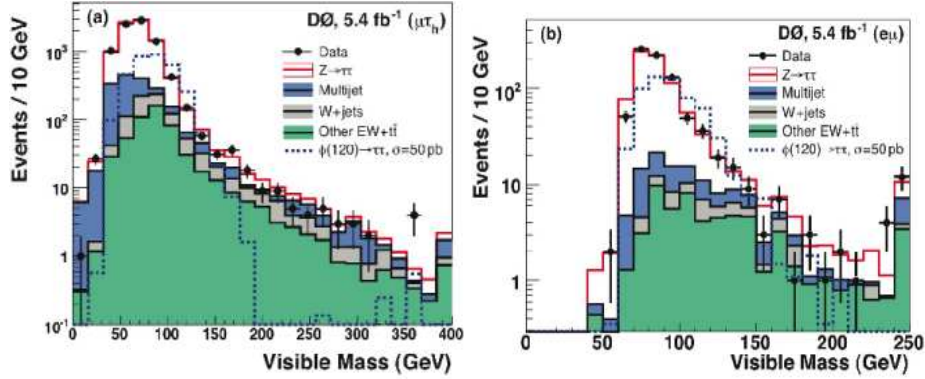 (a)
DØ, 5.4 fb⁻¹ (μτₕ)
Data
Z→ττ
Multijet
W+jets
Other EW+tt̄
ϕ(120)→ττ, σ=50 pb
Events / 10 GeV
10³
10²
10
1
10⁻¹
0 50 100 150 200 250 300 350 400
Visible Mass (GeV)
(b)
DØ, 5.4 fb⁻¹ (eμ)
Data
Z→ττ
Multijet
W+jets
Other EW+tt̄
ϕ(120)→ττ, σ=50 pb
Events / 10 GeV
10²
10
1
0 50 100 150 200 250
Visible Mass (GeV)